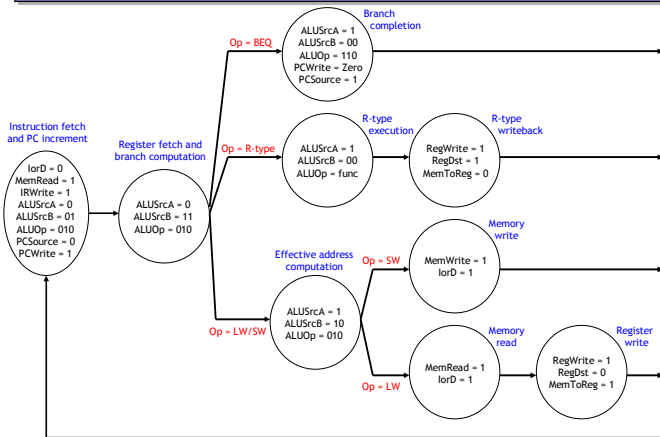 Branch
completion
ALUSrcA = 1
ALUSrcB = 00
ALUOp = 110
PCWrite = Zero
PCSource = 1
Op = BEQ
Instruction fetch
and PC increment
IorD = 0
MemRead = 1
IRWrite = 1
ALUSrcA = 0
ALUSrcB = 01
ALUOp = 010
PCSource = 0
PCWrite = 1
Register fetch and
branch computation
ALUSrcA = 0
ALUSrcB = 11
ALUOp = 010
Op = R-type
R-type
execution
ALUSrcA = 1
ALUSrcB = 00
ALUOp = func
R-type
writeback
RegWrite = 1
RegDst = 1
MemToReg = 0
Op = LW/SW
Effective address
computation
ALUSrcA = 1
ALUSrcB = 10
ALUOp = 010
Op = SW
Memory
write
MemWrite = 1
IorD = 1
Op = LW
Memory
read
MemRead = 1
IorD = 1
Register
write
RegWrite = 1
RegDst = 0
MemToReg = 1